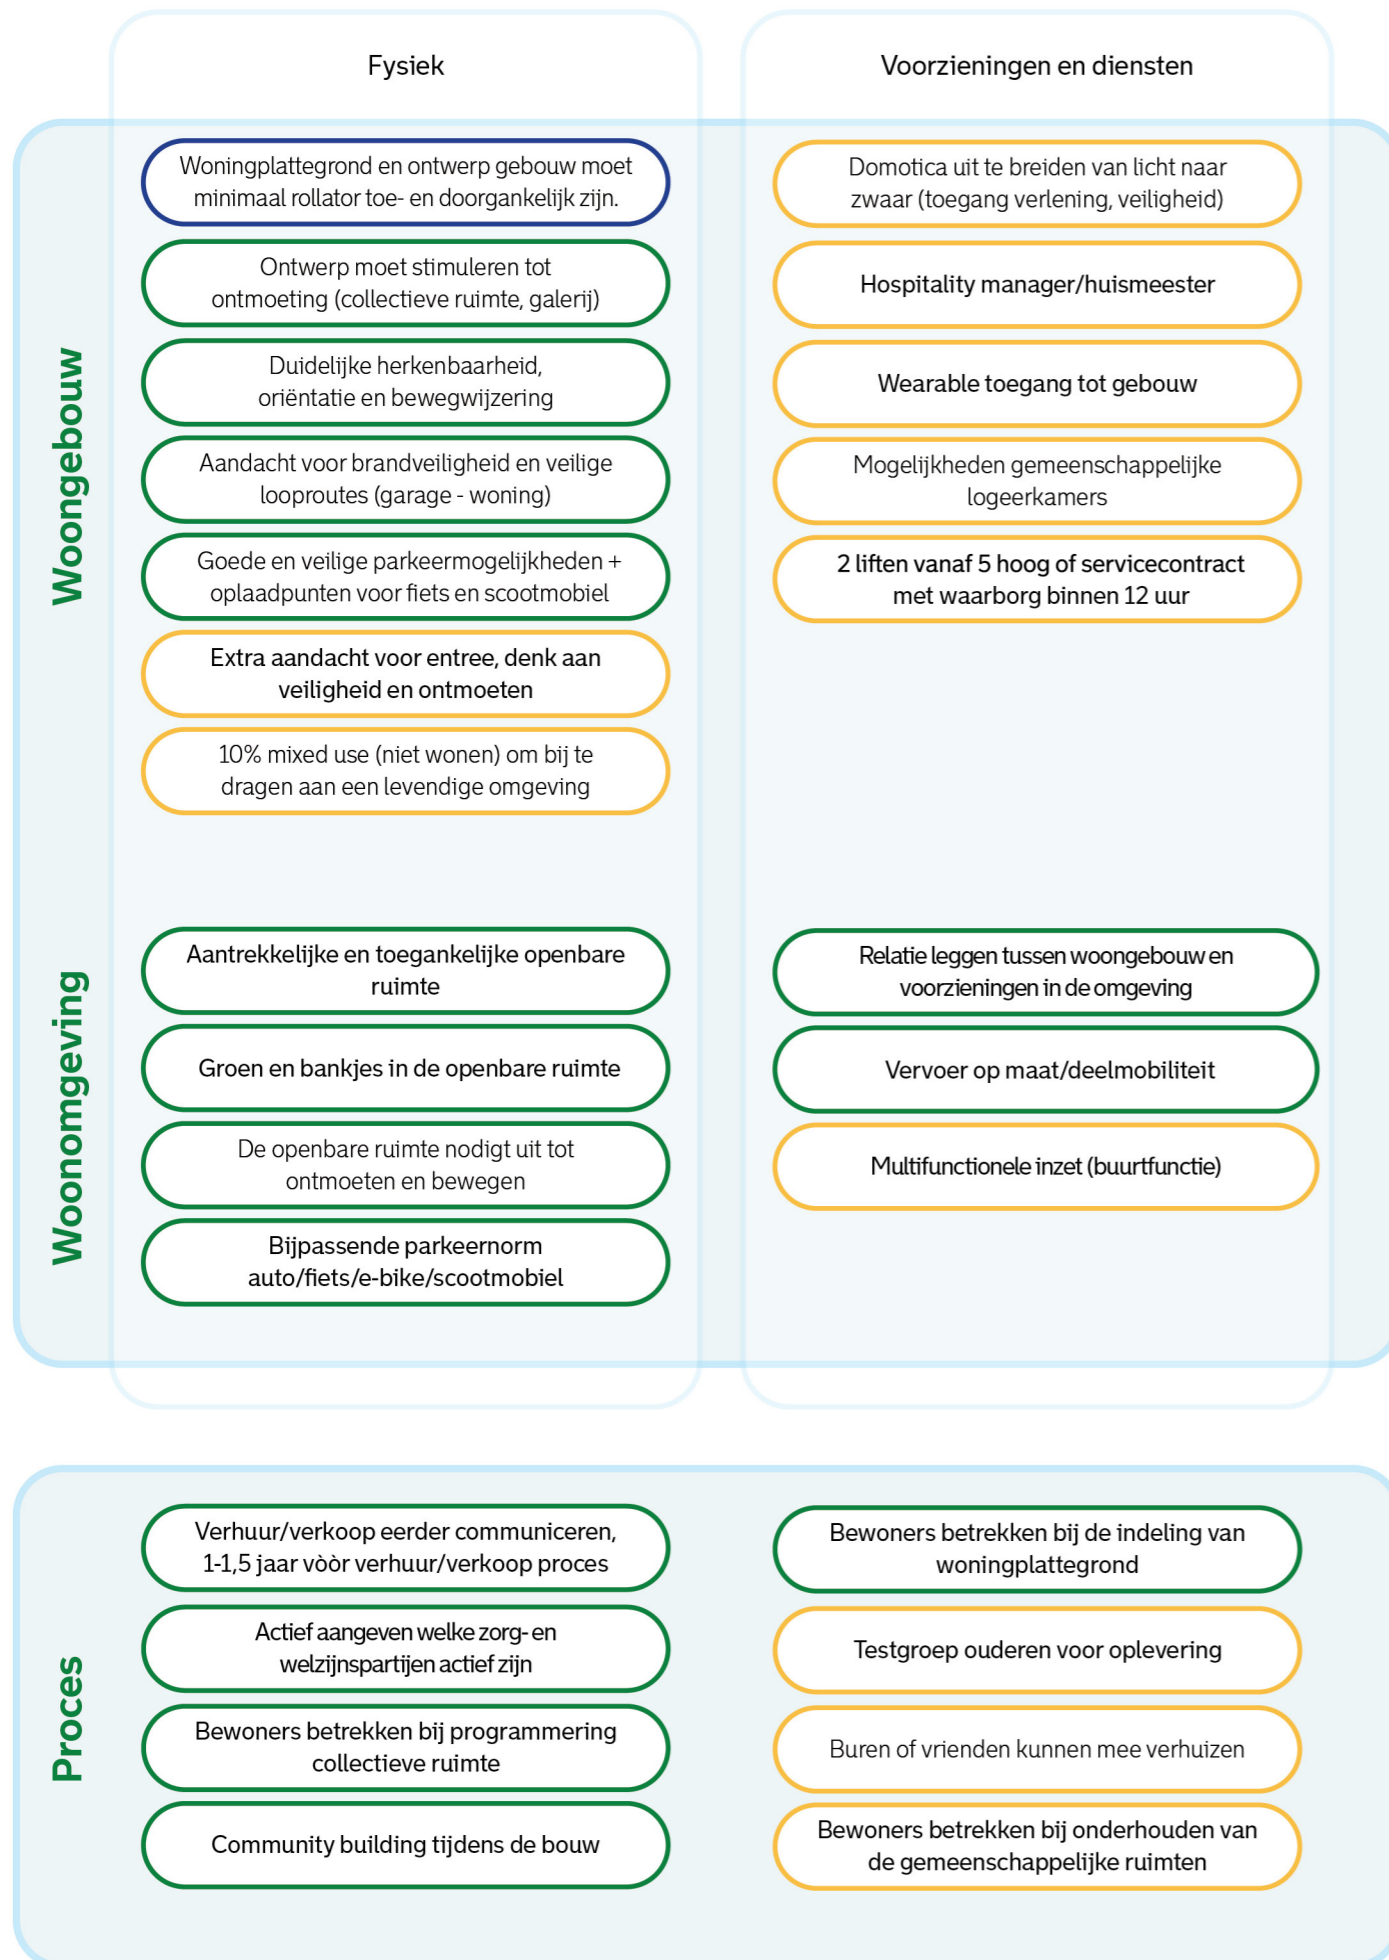 Fysiek
Voorzieningen en diensten
Woongebouw
Woningplattegrond en ontwerp gebouw moet
minimaal rollator toe- en doorgankelijk zijn.
Ontwerp moet stimuleren tot
ontmoeting (collectieve ruimte, galerij)
Duidelijke herkenbaarheid,
oriëntatie en bewegwijzering
Aandacht voor brandveiligheid en veilige
looproutes (garage - woning)
Goede en veilige parkeermogelijkheden +
oplaadpunten voor fiets en scootmobiel
Extra aandacht voor entree, denk aan
veiligheid en ontmoeten
10% mixed use (niet wonen) om bij te
dragen aan een levendige omgeving
Domotica uit te breiden van licht naar
zwaar (toegang verlening, veiligheid)
Hospitality manager/huismeester
Wearable toegang tot gebouw
Mogelijkheden gemeenschappelijke
logeerkamers
2 liften vanaf 5 hoog of servicecontract
met waarborg binnen 12 uur
Woonomgeving
Aantrekkelijke en toegankelijke openbare
ruimte
Groen en bankjes in de openbare ruimte
De openbare ruimte nodigt uit tot
ontmoeten en bewegen
Bijpassende parkeernorm
auto/fiets/e-bike/scootmobiel
Relatie leggen tussen woongebouw en
voorzieningen in de omgeving
Vervoer op maat/deelmobiliteit
Multifunctionele inzet (buurtfunctie)
Proces
Verhuur/verkoop eerder communiceren,
1-1,5 jaar vòòr verhuur/verkoop proces
Actief aangeven welke zorg- en
welzijnspartijen actief zijn
Bewoners betrekken bij programmering
collectieve ruimte
Community building tijdens de bouw
Bewoners betrekken bij de indeling van
woningplattegrond
Testgroep ouderen voor oplevering
Buren of vrienden kunnen mee verhuizen
Bewoners betrekken bij onderhouden van
de gemeenschappelijke ruimten